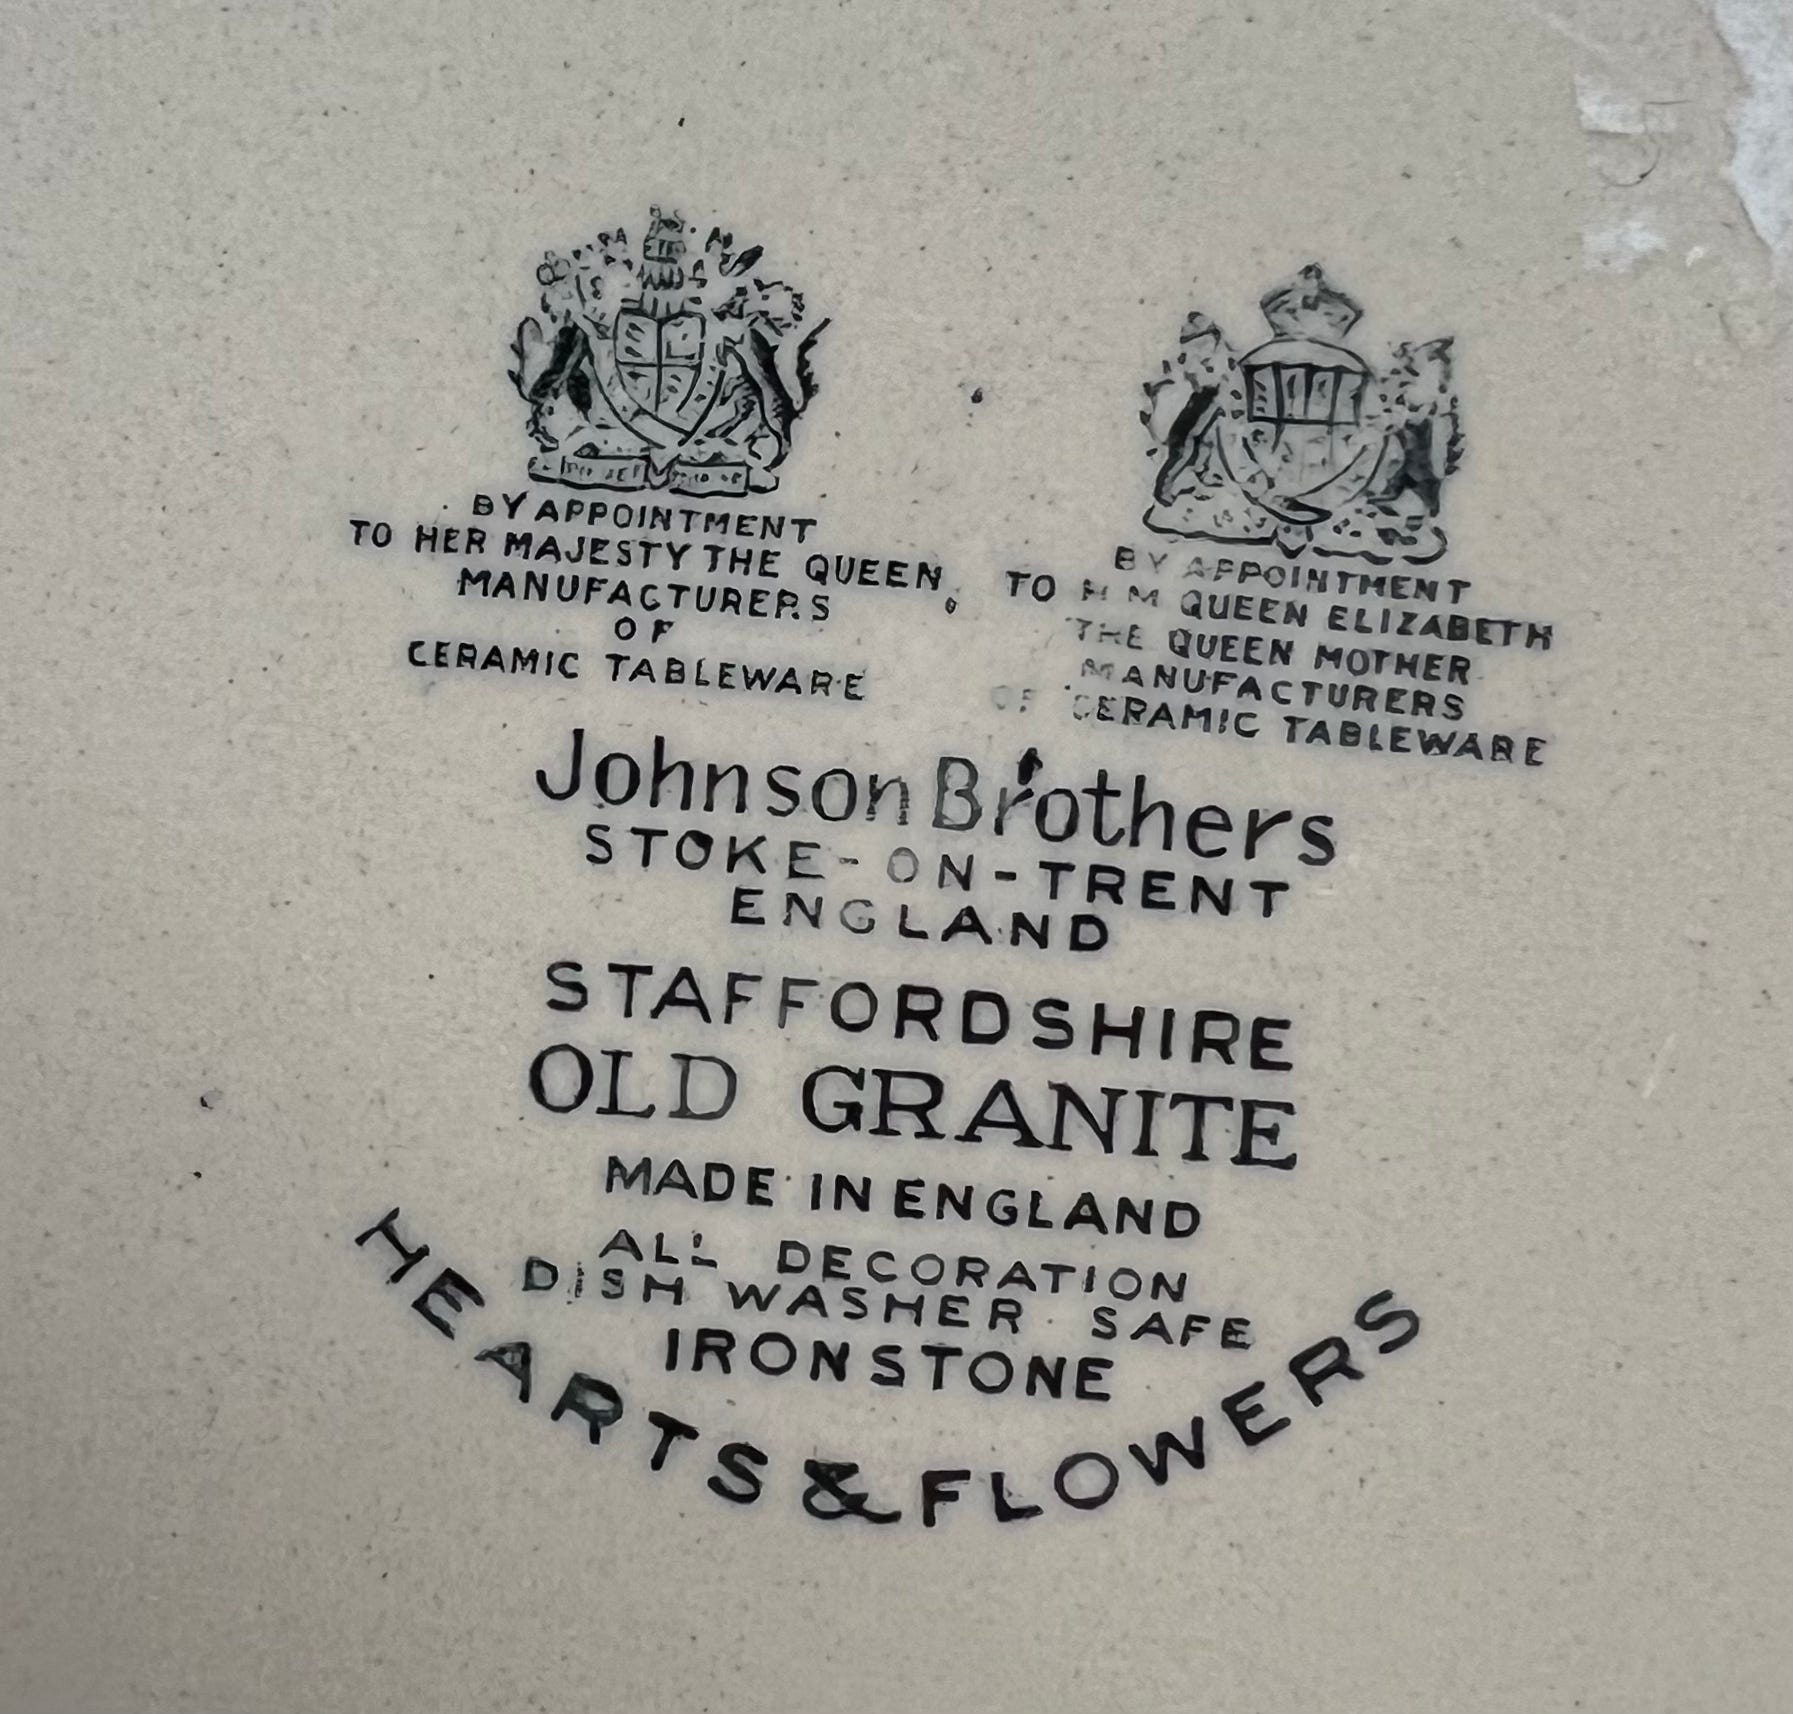 BY APPOINTMENT
TO HER MAJESTY THE QUEEN,
MANUFACTURERS
OF
CERAMIC TABLEWARE
BY APPOINTMENT
TO H M QUEEN ELIZABETH
THE QUEEN MOTHER
MANUFACTURERS
OF CERAMIC TABLEWARE
Johnson Brothers
STOKE-ON-TRENT
ENGLAND
STAFFORDSHIRE
OLD GRANITE
MADE IN ENGLAND
ALL DECORATION
DISH WASHER SAFE
IRONSTONE
HEARTS & FLOWERS